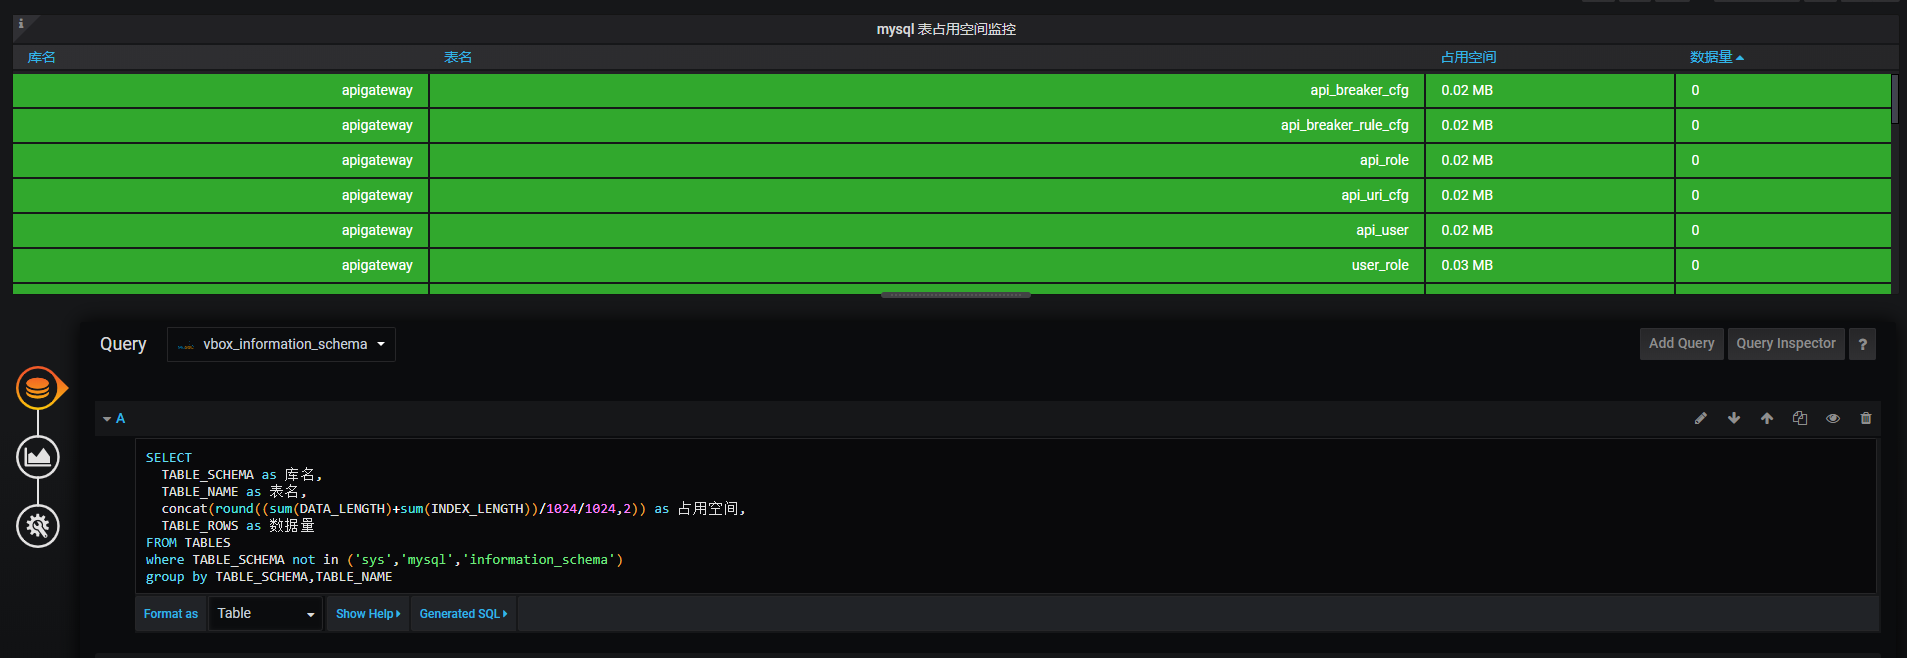 mysql 表占用空间监控
库名 表名 占用空间 数据量
apigateway api_breaker_cfg 0.02 MB 0
apigateway api_breaker_rule_cfg 0.02 MB 0
apigateway api_role 0.02 MB 0
apigateway api_uri_cfg 0.02 MB 0
apigateway api_user 0.02 MB 0
apigateway user_role 0.03 MB 0
Query vbox_information_schema Add Query Query Inspector ?
A
SELECT
TABLE_SCHEMA as 库名,
TABLE_NAME as 表名,
concat(round((sum(DATA_LENGTH)+sum(INDEX_LENGTH))/1024/1024,2)) as 占用空间,
TABLE_ROWS as 数据量
FROM TABLES
where TABLE_SCHEMA not in ('sys','mysql','information_schema')
group by TABLE_SCHEMA,TABLE_NAME
Format as Table Show Help Generated SQL